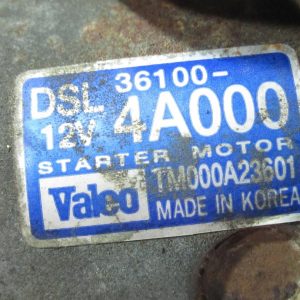 DSL 36100-
12V 4A000
STARTER MOTOR
Valeo TM000A23601
MADE IN KOREA